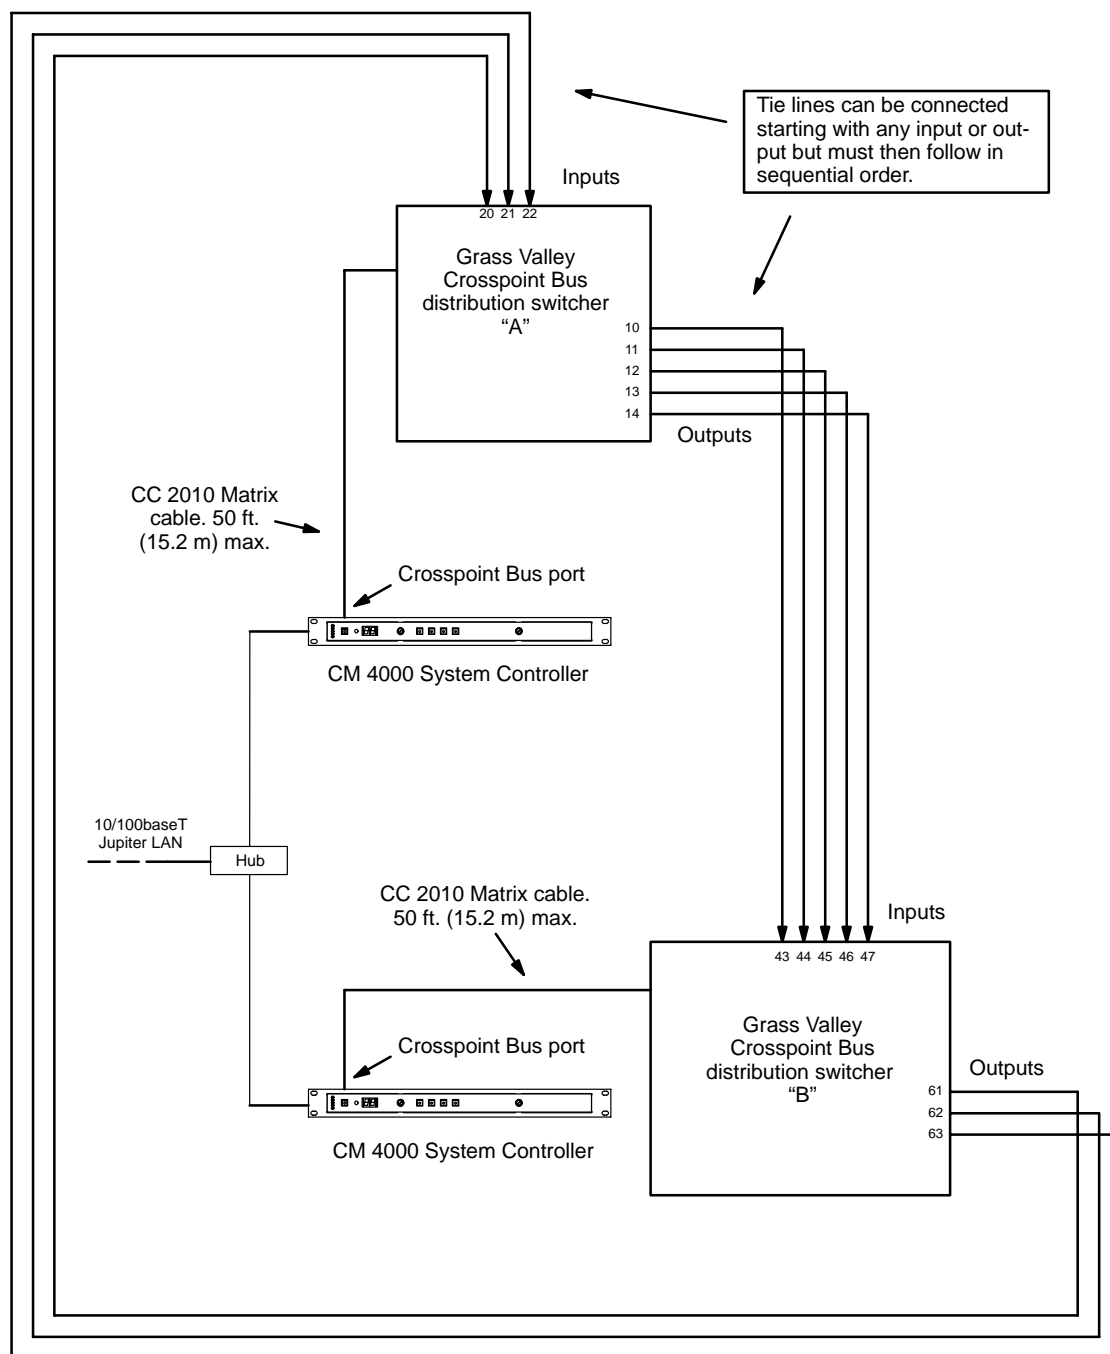 Tie lines can be connected
starting with any input or out-
put but must then follow in
sequential order.
Inputs
20 21 22
Grass Valley
Crosspoint Bus
distribution switcher
“A”
10
11
12
13
14
Outputs
CC 2010 Matrix
cable. 50 ft.
(15.2 m) max.
Crosspoint Bus port
CM 4000 System Controller
10/100baseT
Jupiter LAN
Hub
CC 2010 Matrix cable.
50 ft. (15.2 m) max.
Inputs
43 44 45 46 47
Grass Valley
Crosspoint Bus
distribution switcher
“B”
Crosspoint Bus port
Outputs
61
62
63
CM 4000 System Controller